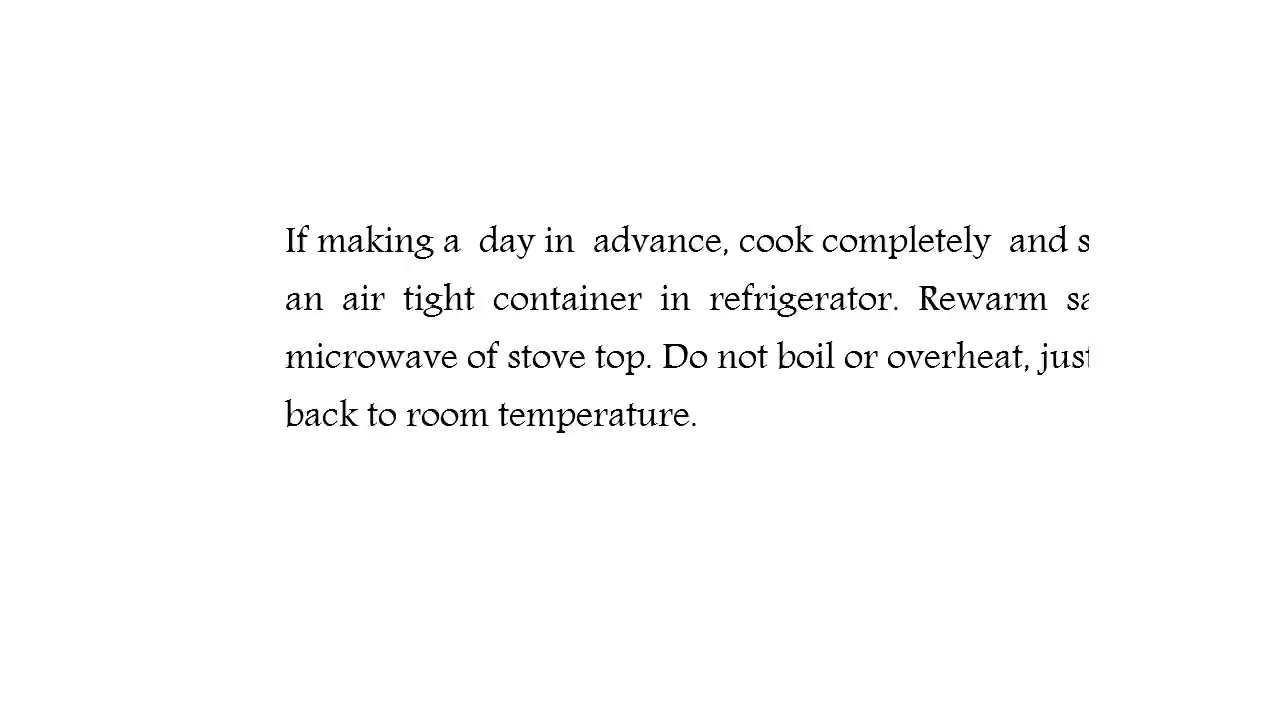 If making a day in advance, cook completely and
an air tight container in refrigerator. Rewarm
microwave of stove top. Do not boil or overheat, just
back to room temperature.